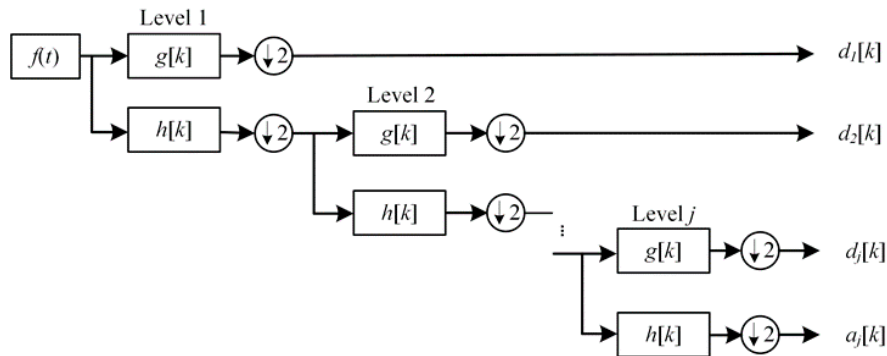 Level 1
f(t) g[k] ↓2 d₁[k]
Level 2
h[k] ↓2 g[k] ↓2 d₂[k]
h[k] ↓2 ⋮ Level j
g[k] ↓2 dⱼ[k]
h[k] ↓2 aⱼ[k]